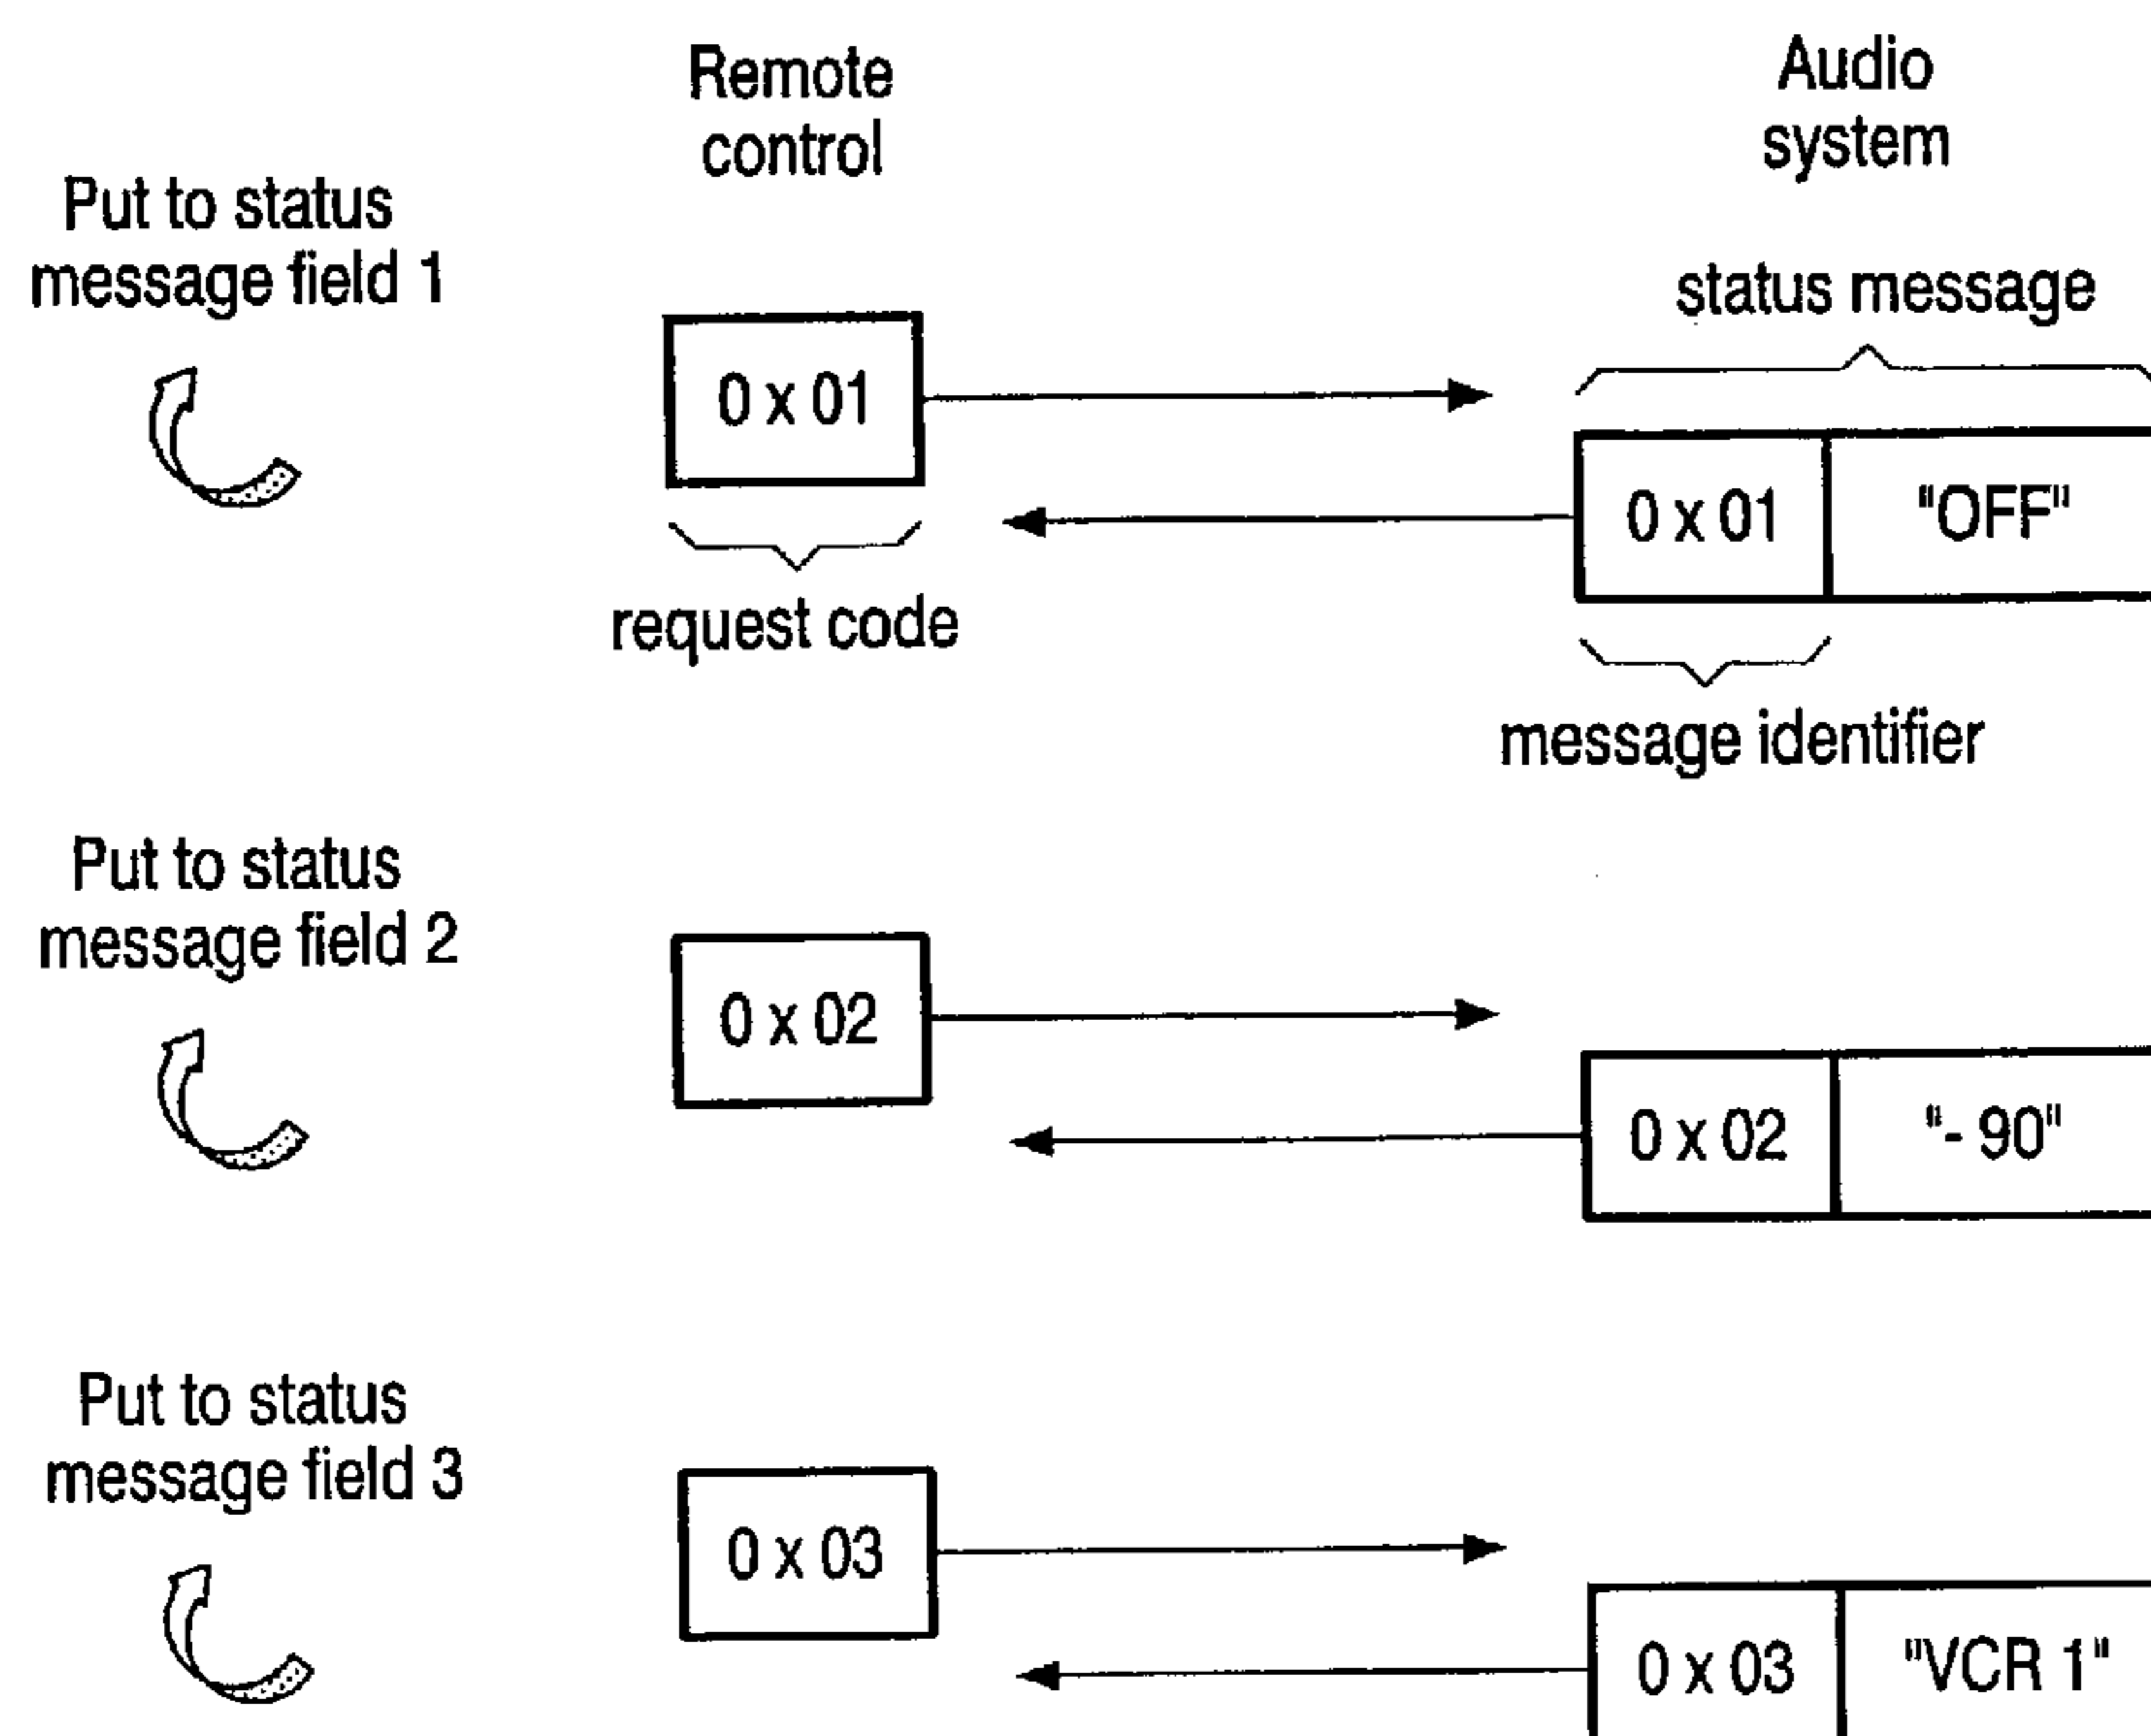 Remote
control
Audio
system
Put to status
message field 1
status message
0 x 01
0 x 01
"OFF"
request code
message identifier
Put to status
message field 2
0 x 02
0 x 02
"- 90"
Put to status
message field 3
0 x 03
0 x 03
"VCR 1"